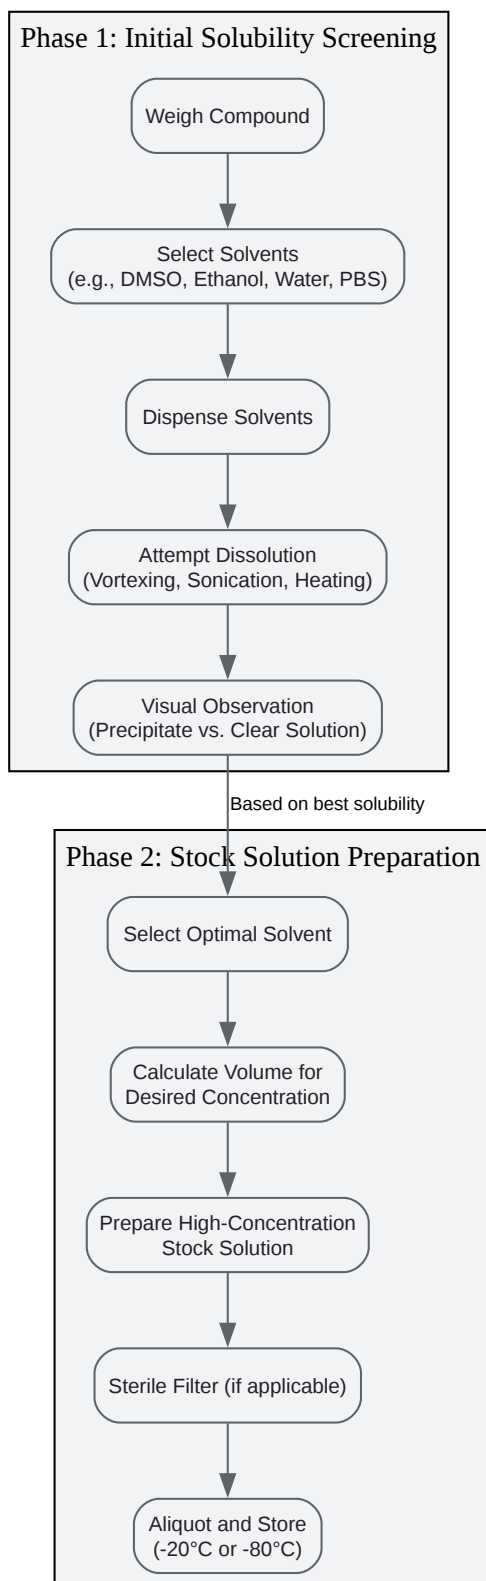 Phase 1: Initial Solubility Screening
Weigh Compound
Select Solvents
(e.g., DMSO, Ethanol, Water, PBS)
Dispense Solvents
Attempt Dissolution
(Vortexing, Sonication, Heating)
Visual Observation
(Precipitate vs. Clear Solution)
Based on best solubility
Phase 2: Stock Solution Preparation
Select Optimal Solvent
Calculate Volume for
Desired Concentration
Prepare High-Concentration
Stock Solution
Sterile Filter (if applicable)
Aliquot and Store
(-20°C or -80°C)